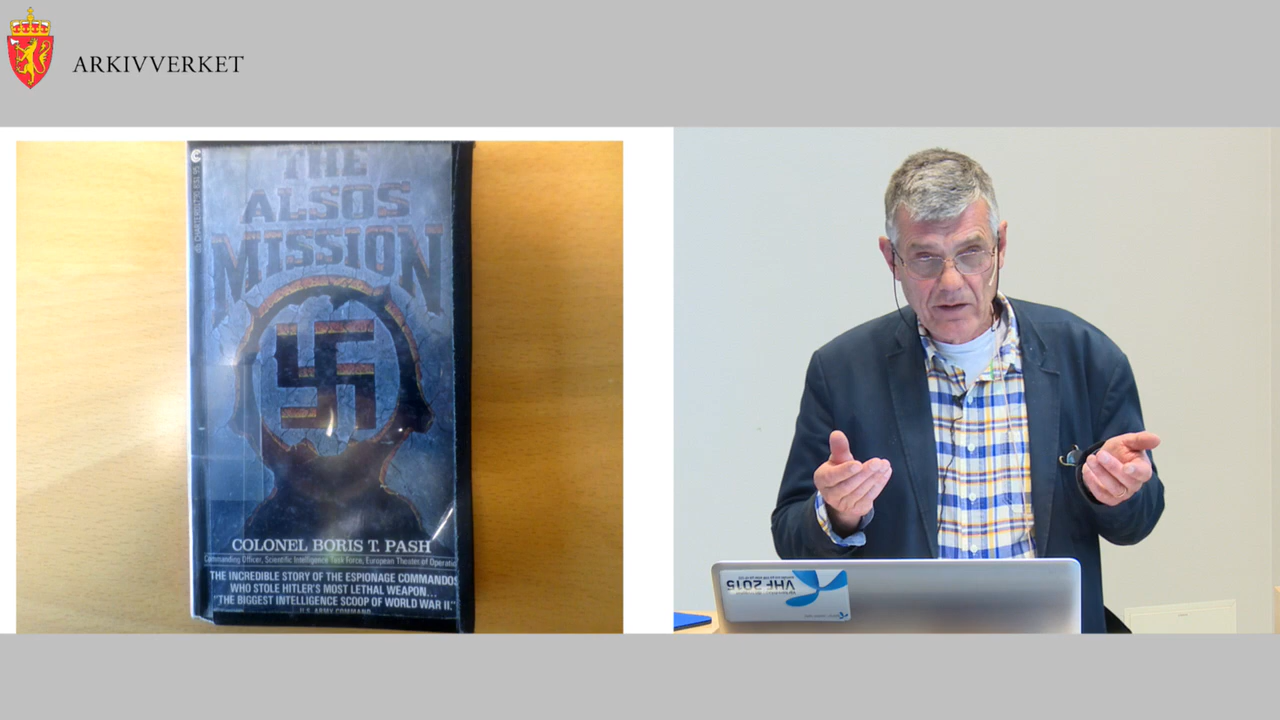 ARKIVVERKET
THE
ALSOS
MISSION
COLONEL BORIS T. PASH
Commanding Officer, Scientific Intelligence Task Force, European Theater of Operatio
THE INCREDIBLE STORY OF THE ESPIONAGE COMMANDOS
WHO STOLE HITLER'S MOST LETHAL WEAPON...
"THE BIGGEST INTELLIGENCE SCOOP OF WORLD WAR II."
U.S. ARMY COMMAND
VHF 2015